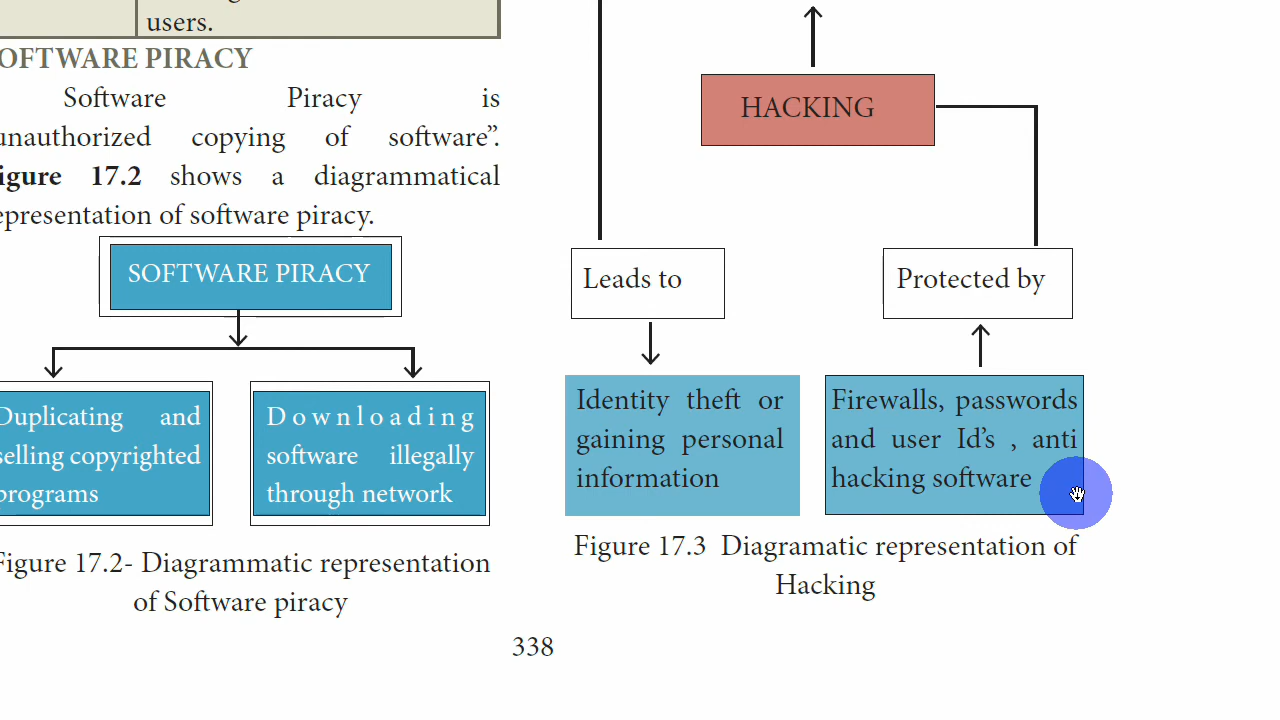 users.
OFTWARE PIRACY
Software Piracy is
unauthorized copying of software”.
igure 17.2 shows a diagrammatical
epresentation of software piracy.
SOFTWARE PIRACY
Duplicating and
selling copyrighted
programs
Downloading
software illegally
through network
Figure 17.2- Diagrammatic representation
of Software piracy
HACKING
Leads to
Protected by
Identity theft or
gaining personal
information
Firewalls, passwords
and user Id’s , anti
hacking software
Figure 17.3 Diagramatic representation of
Hacking
338